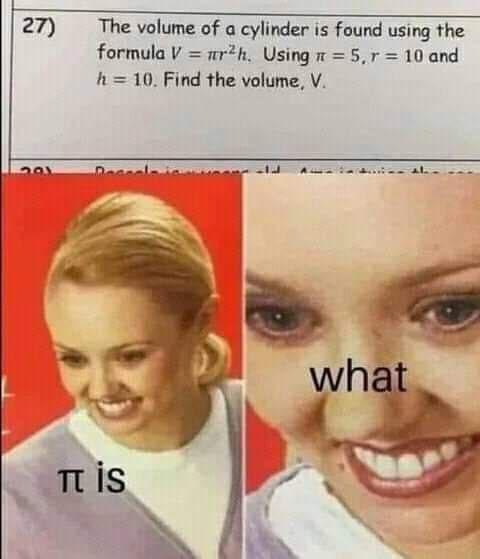 27) The volume of a cylinder is found using the
formula V = πr²h. Using π = 5, r = 10 and
h = 10. Find the volume, V.
π is
what